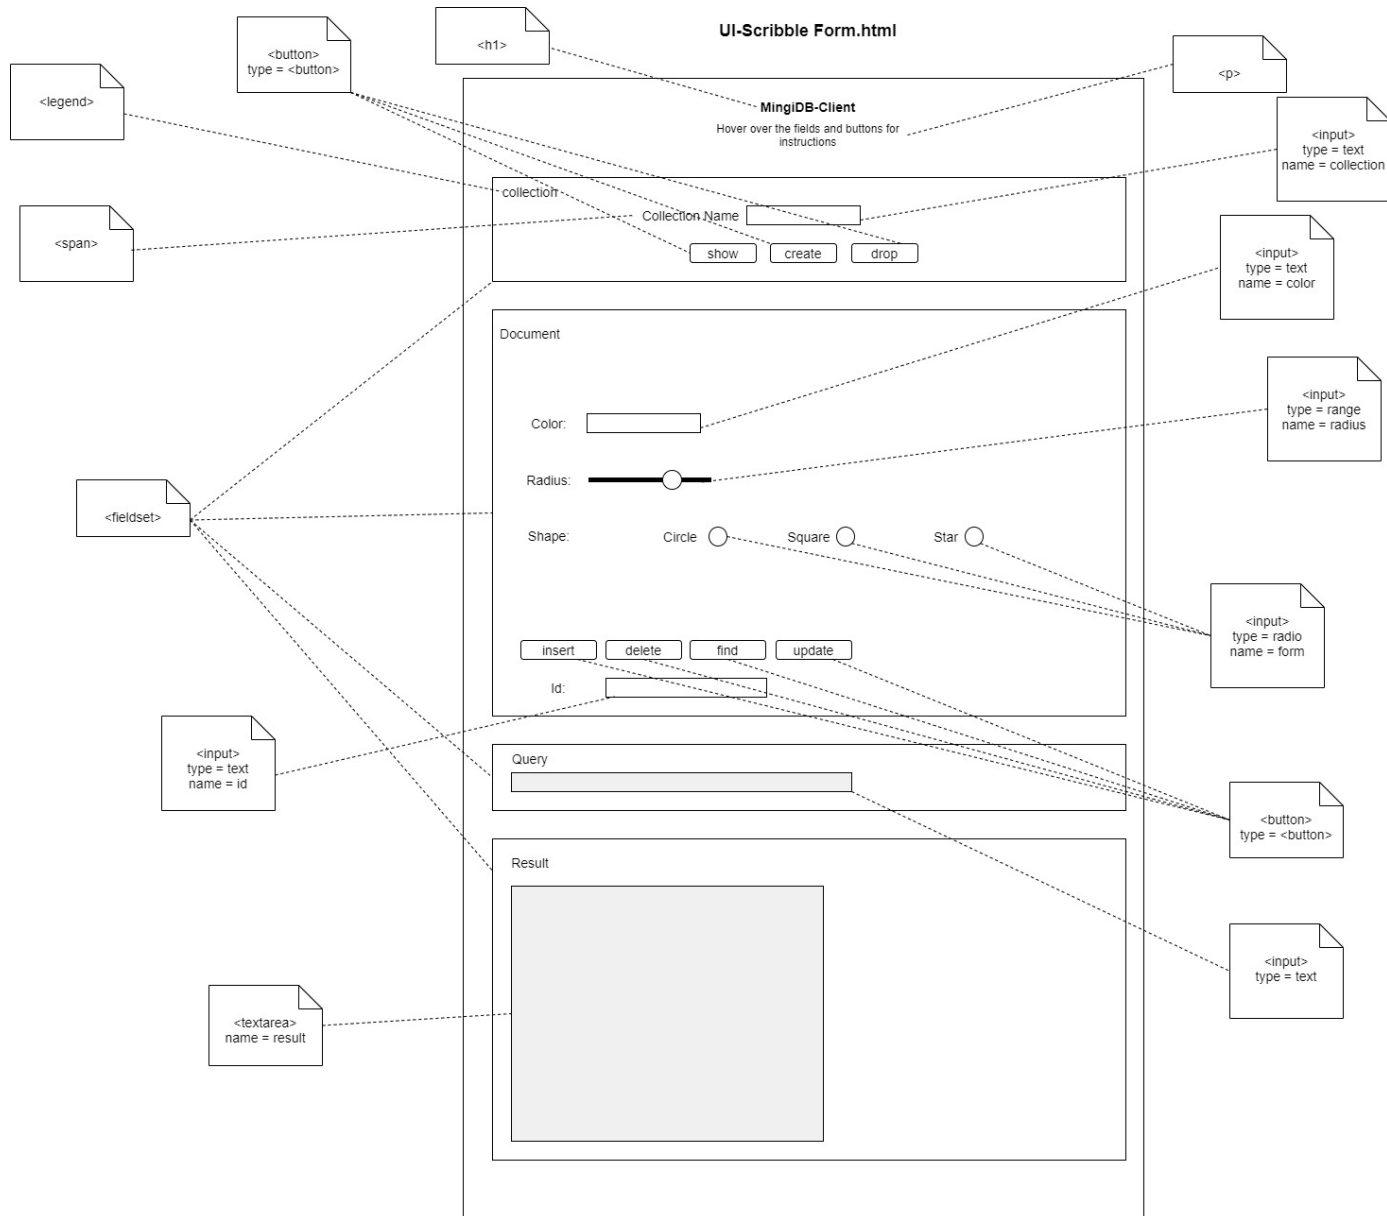 UI-Scribble Form.html
<h1>
<button>
type = <button>
<p>
<legend>
MingiDB-Client
Hover over the fields and buttons for
instructions
<input>
type = text
name = collection
collection
Collection Name
<span>
show
create
drop
<input>
type = text
name = color
Document
Color:
<input>
type = range
name = radius
Radius:
<fieldset>
Shape:
Circle
Square
Star
<input>
type = radio
name = form
insert
delete
find
update
Id:
<input>
type = text
name = id
Query
<button>
type = <button>
Result
<input>
type = text
<textarea>
name = result